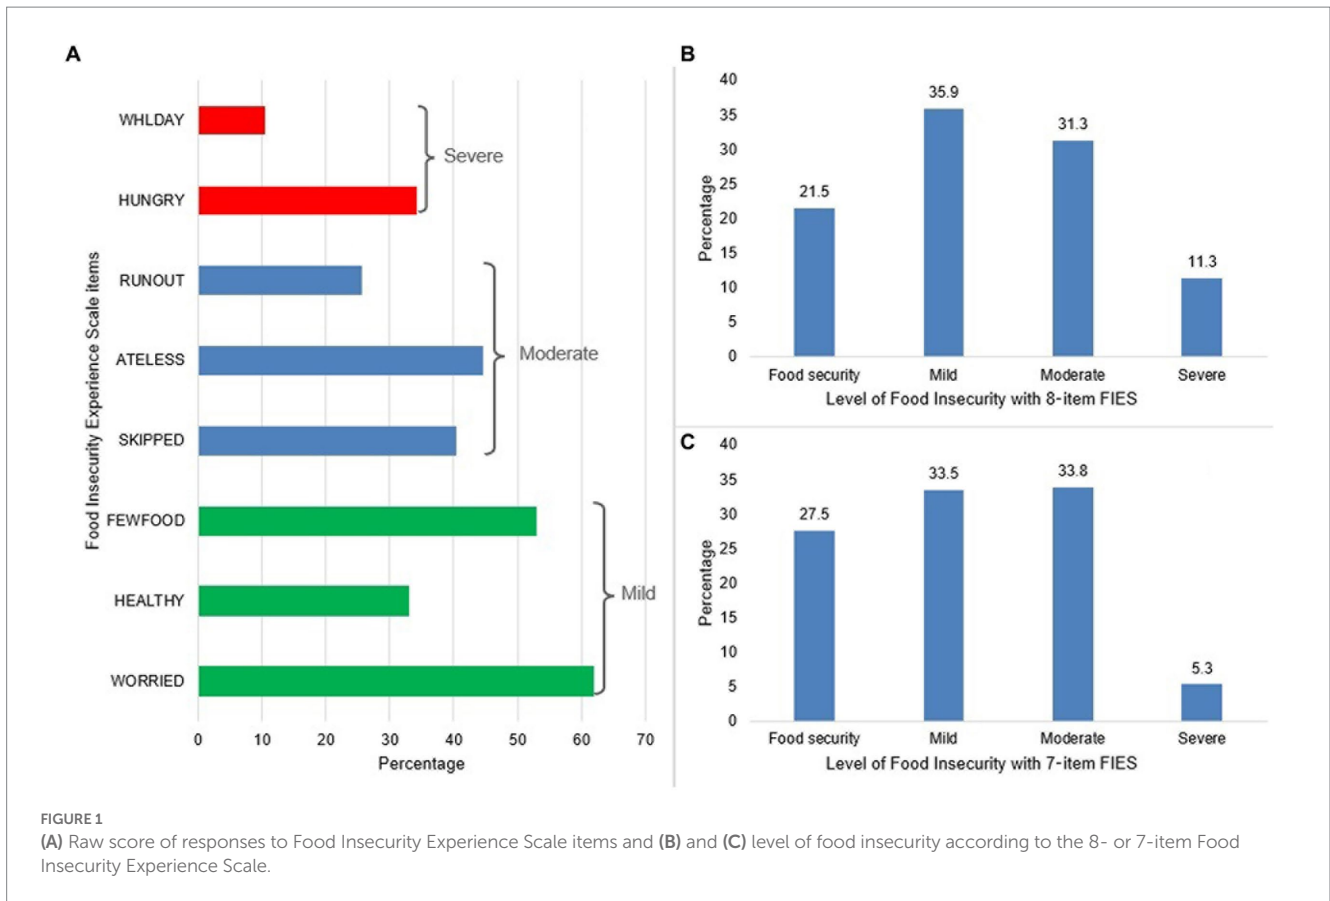 A
WHLDAY
HUNGRY
RUNOUT
ATELESS
SKIPPED
FEWFOOD
HEALTHY
WORRIED
Severe
Moderate
Mild
0 10 20 30 40 50 60 70
Percentage
Food Insecurity Experience Scale items
B
40
35
30
25
20
15
10
5
0
21.5
35.9
31.3
11.3
Percentage
Food security Mild Moderate Severe
Level of Food Insecurity with 8-item FIES
C
40
35
30
25
20
15
10
5
0
27.5
33.5
33.8
5.3
Percentage
Food security Mild Moderate Severe
Level of Food Insecurity with 7-item FIES
FIGURE 1
(A) Raw score of responses to Food Insecurity Experience Scale items and (B) and (C) level of food insecurity according to the 8- or 7-item Food
Insecurity Experience Scale.